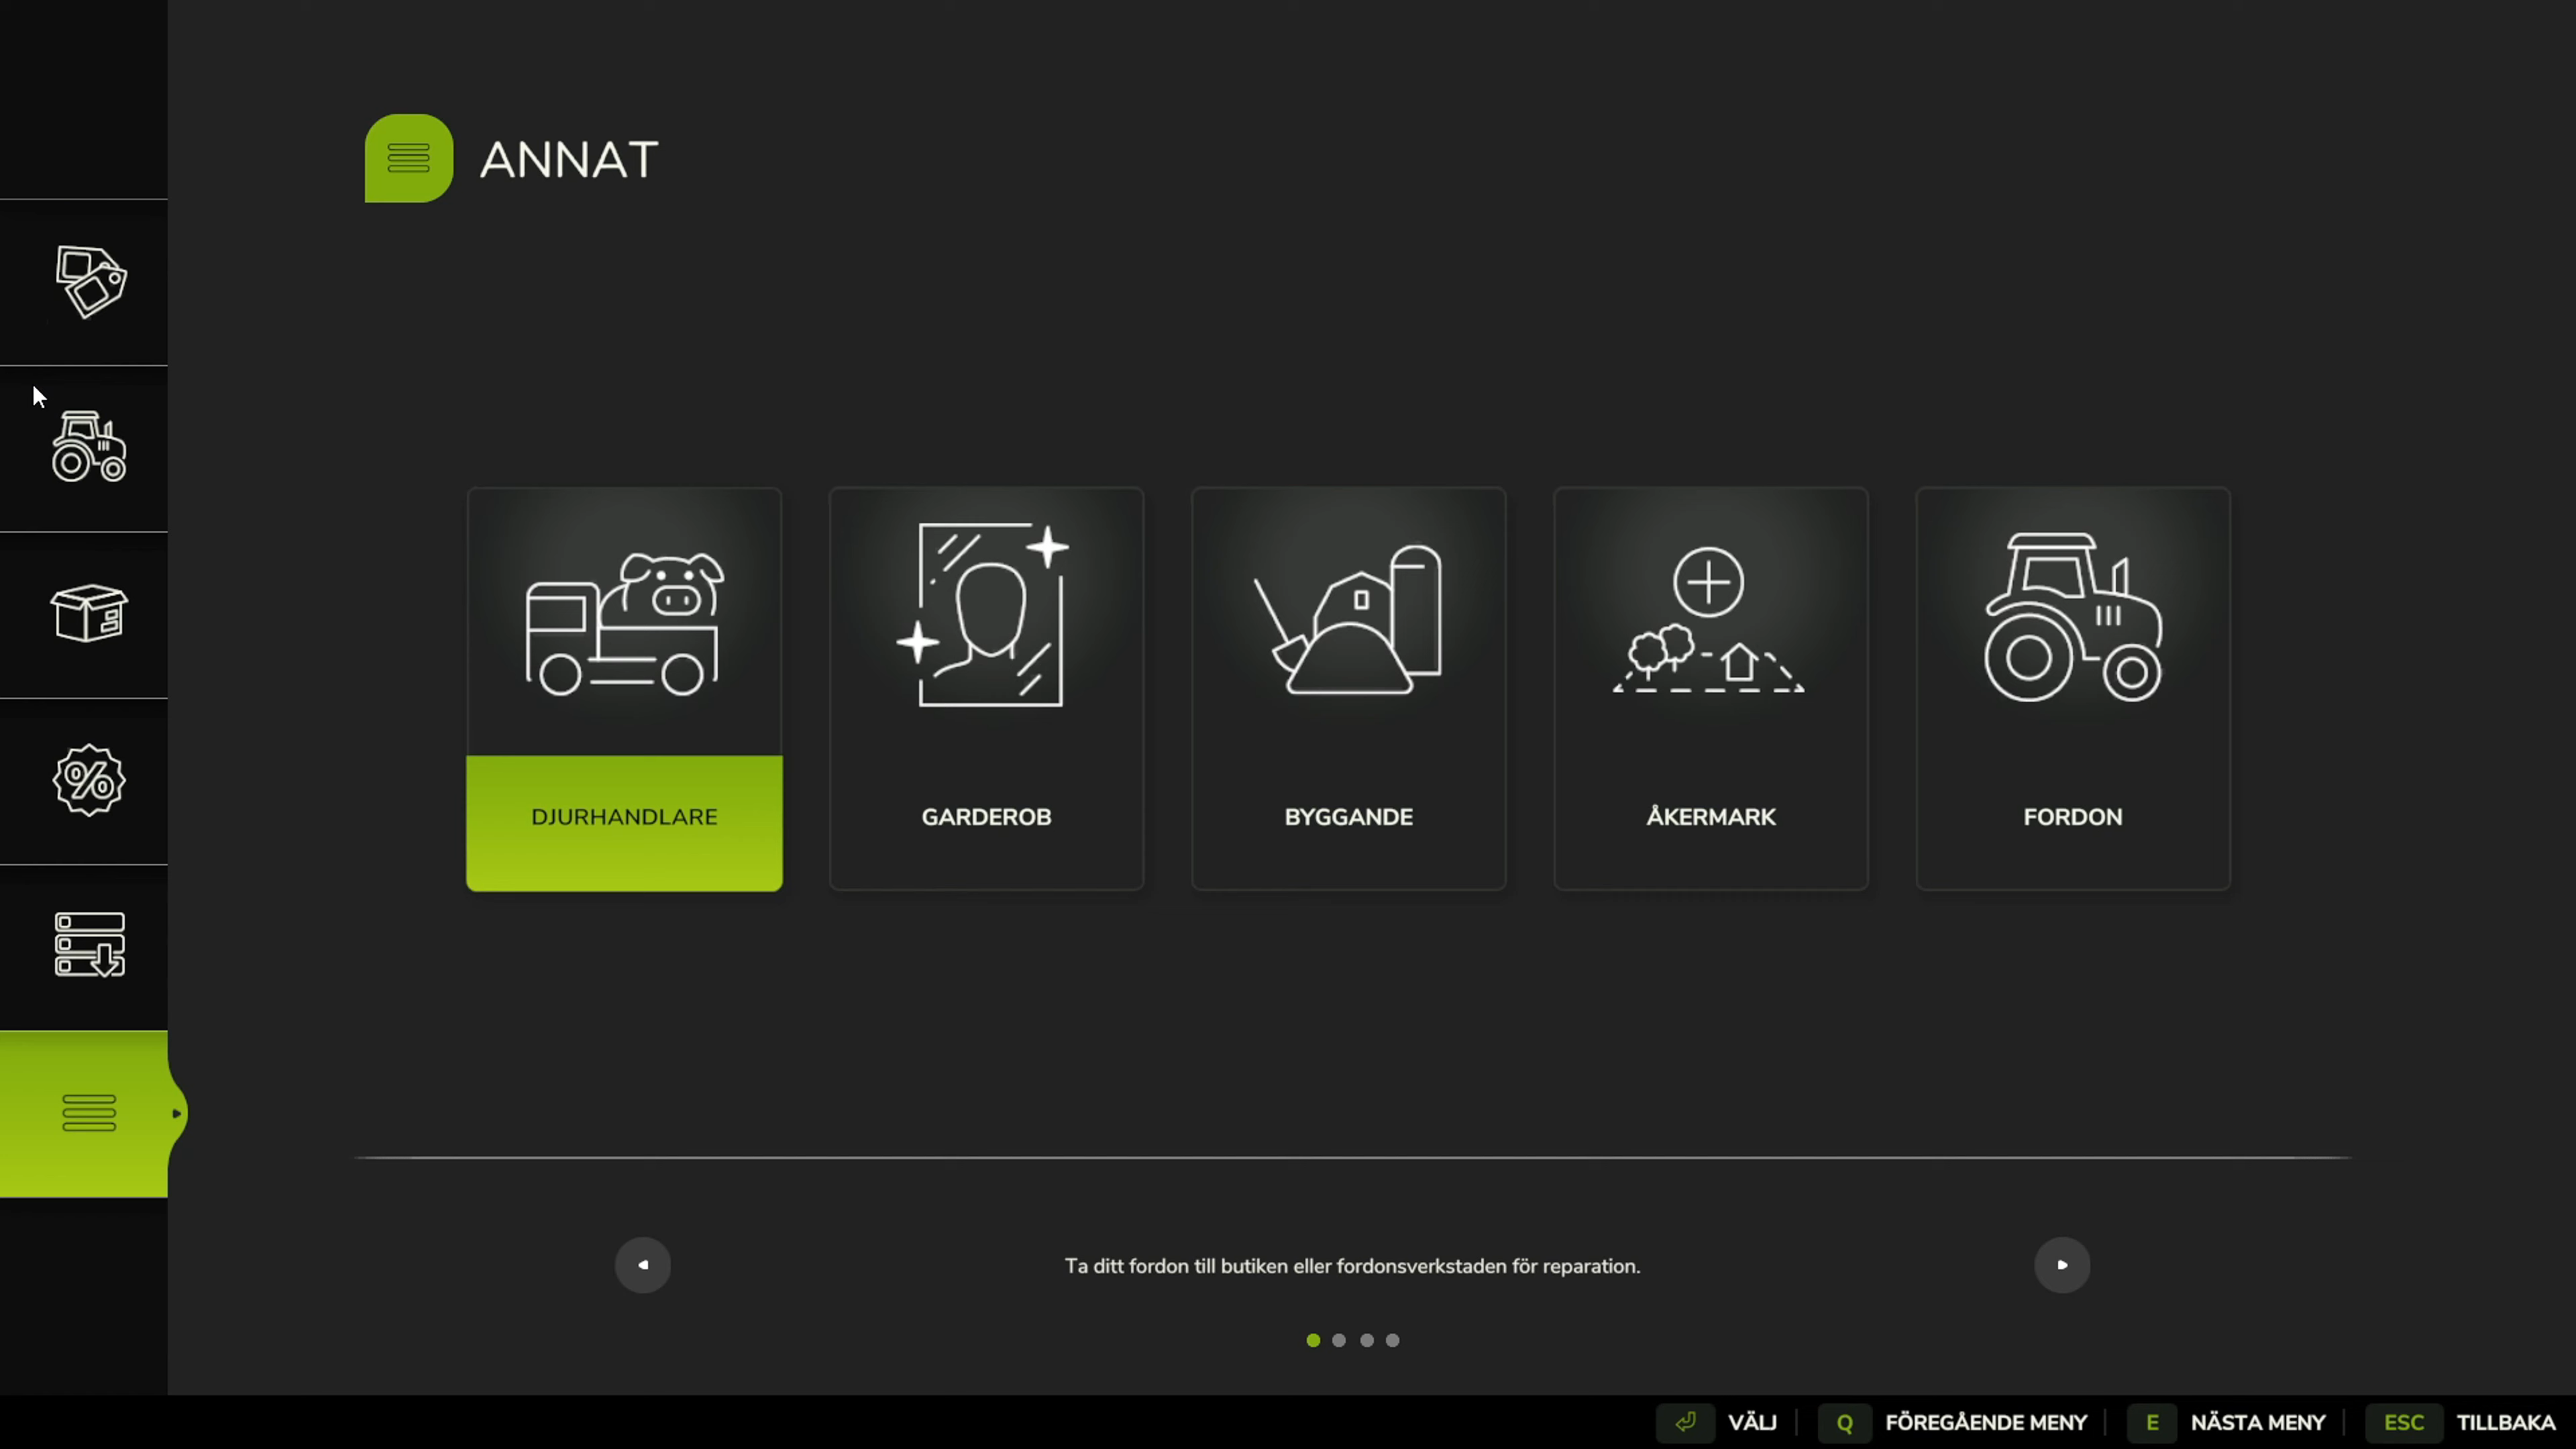 ANNAT
DJURHANDLARE
GARDEROB
BYGGANDE
ÅKERMARK
FORDON
Ta ditt fordon till butiken eller fordonsverkstaden för reparation.
VÄLJ
Q FÖREGÅENDE MENY
E NÄSTA MENY
ESC TILLBAKA